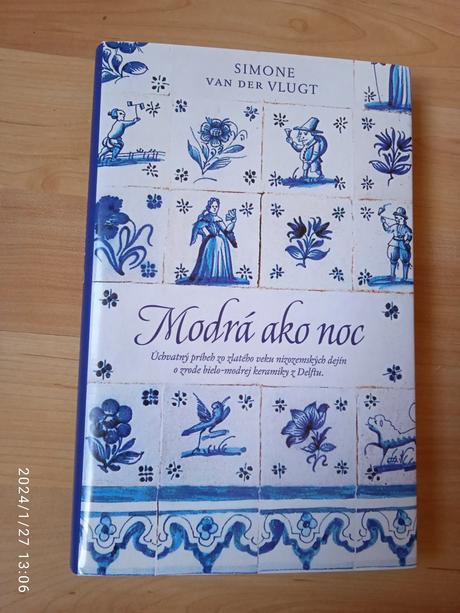 SIMONE
VAN DER VLUGT
Modrá ako noc
Úchvatný príbeh zo zlatého veku nizozemských dejín
o zrode bielo-modrej keramiky z Delftu.
2024/1/27 13:06